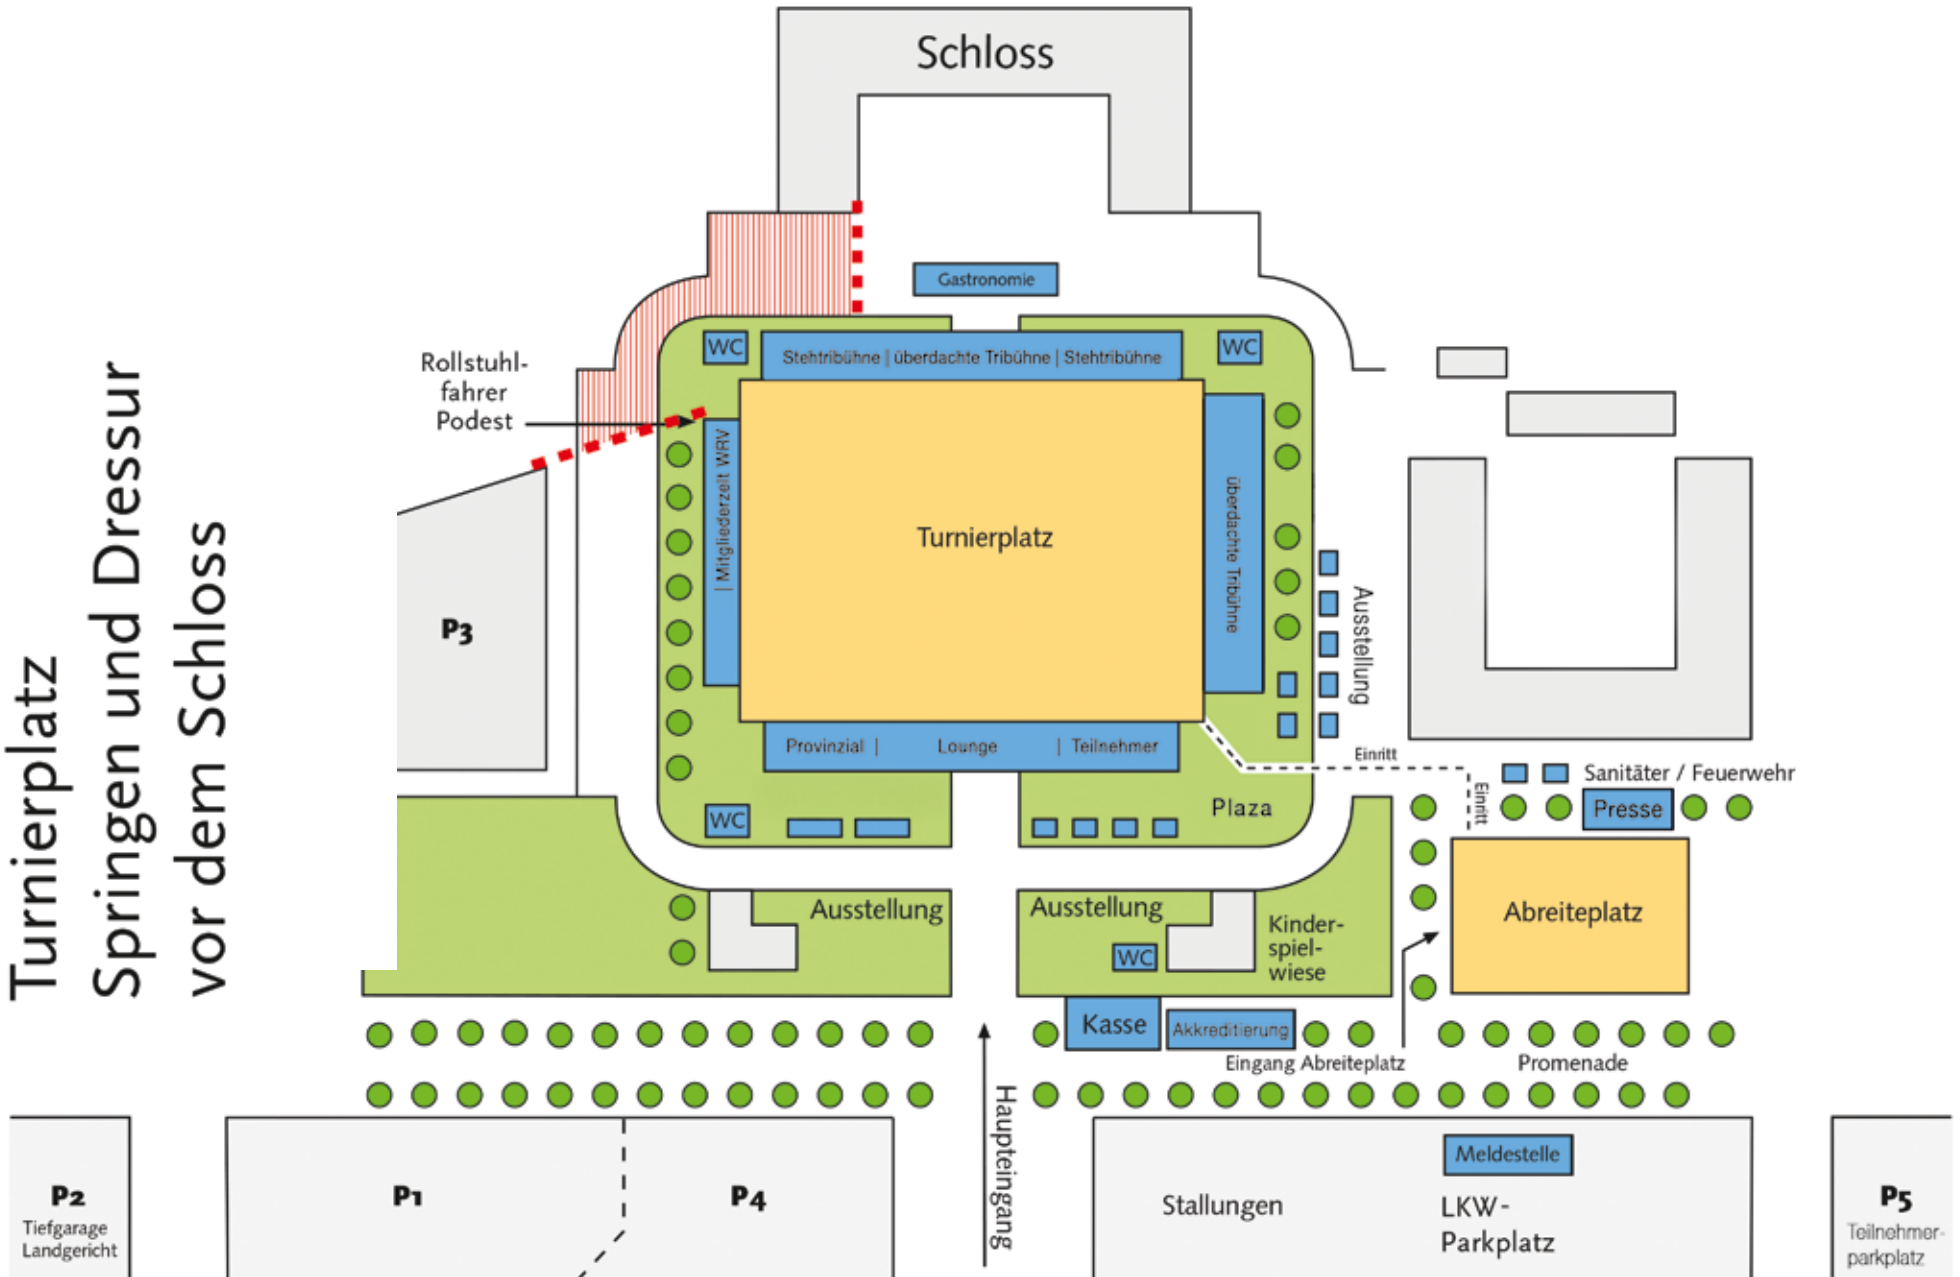 Turnierplatz
Springen und Dressur
vor dem Schloss
Schloss
Gastronomie
WC
Stehtribühne | überdachte Tribühne | Stehtribühne
WC
Rollstuhl-
fahrer
Podest
| Mitgliederzelt WRV
Turnierplatz
überdachte Tribühne
Ausstellung
P3
Provinzial |
Lounge
| Teilnehmer
Einritt
Einritt
Sanitäter / Feuerwehr
Presse
Plaza
WC
Ausstellung
Ausstellung
WC
Kinder-
spiel-
wiese
Abreiteplatz
Kasse
Akkreditierung
Eingang Abreiteplatz
Promenade
Haupteingang
P2
Tiefgarage
Landgericht
P1
P4
Stallungen
Meldestelle
LKW-
Parkplatz
P5
Teilnehmer-
parkplatz